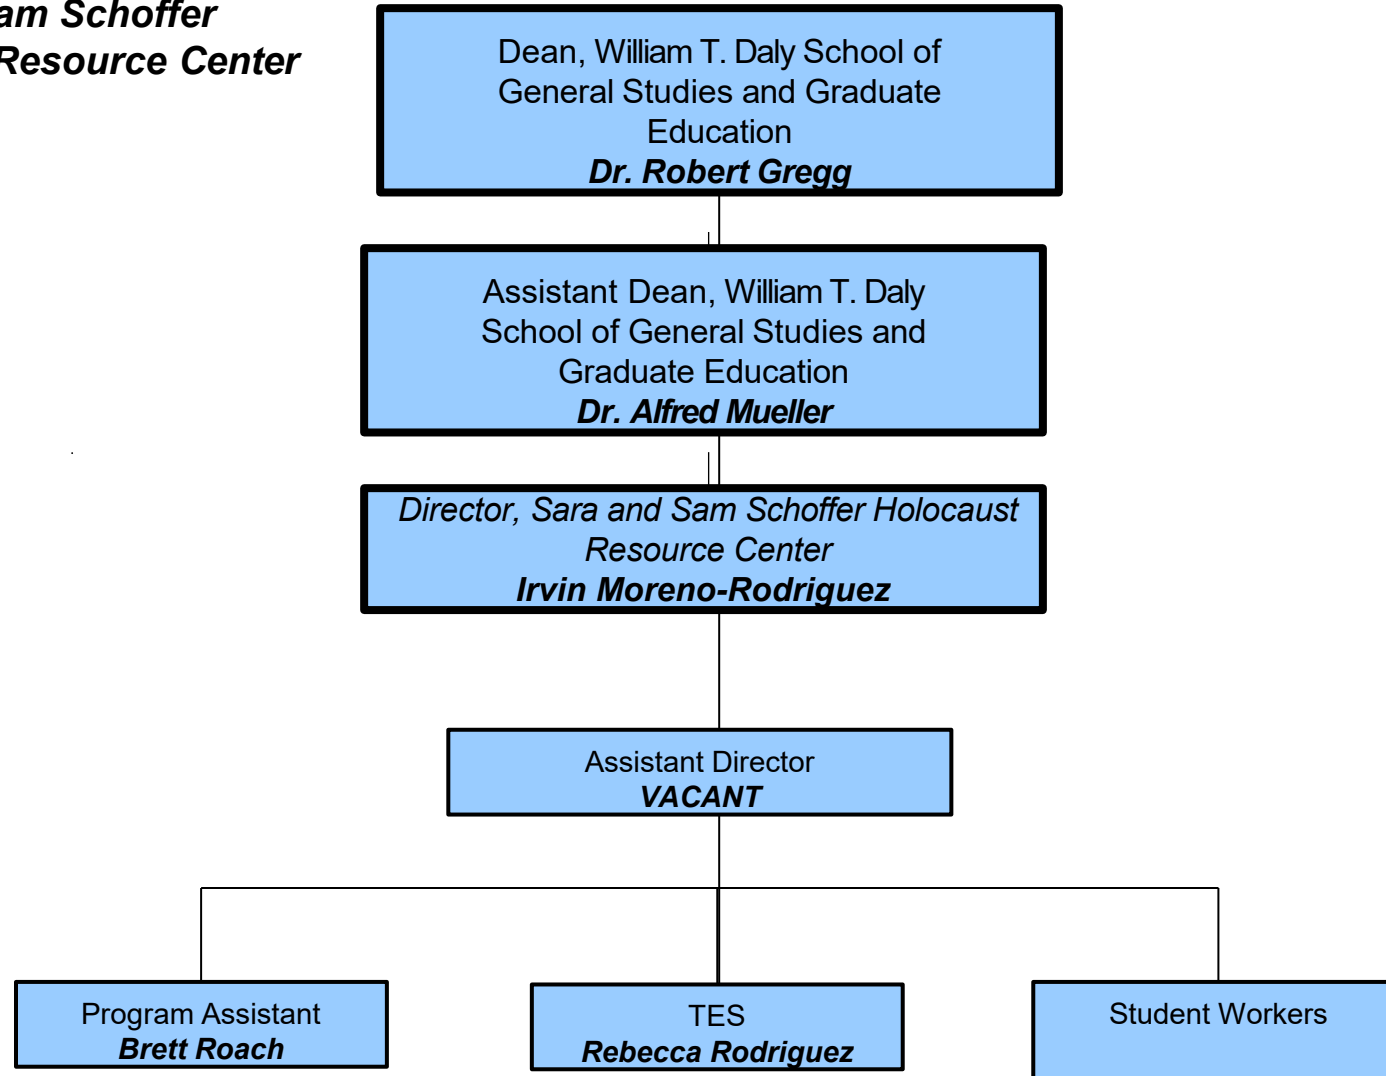 am Schoffer
Resource Center
Dean, William T. Daly School of
General Studies and Graduate
Education
Dr. Robert Gregg
Assistant Dean, William T. Daly
School of General Studies and
Graduate Education
Dr. Alfred Mueller
Director, Sara and Sam Schoffer Holocaust
Resource Center
Irvin Moreno-Rodriguez
Assistant Director
VACANT
Program Assistant
Brett Roach
TES
Rebecca Rodriguez
Student Workers